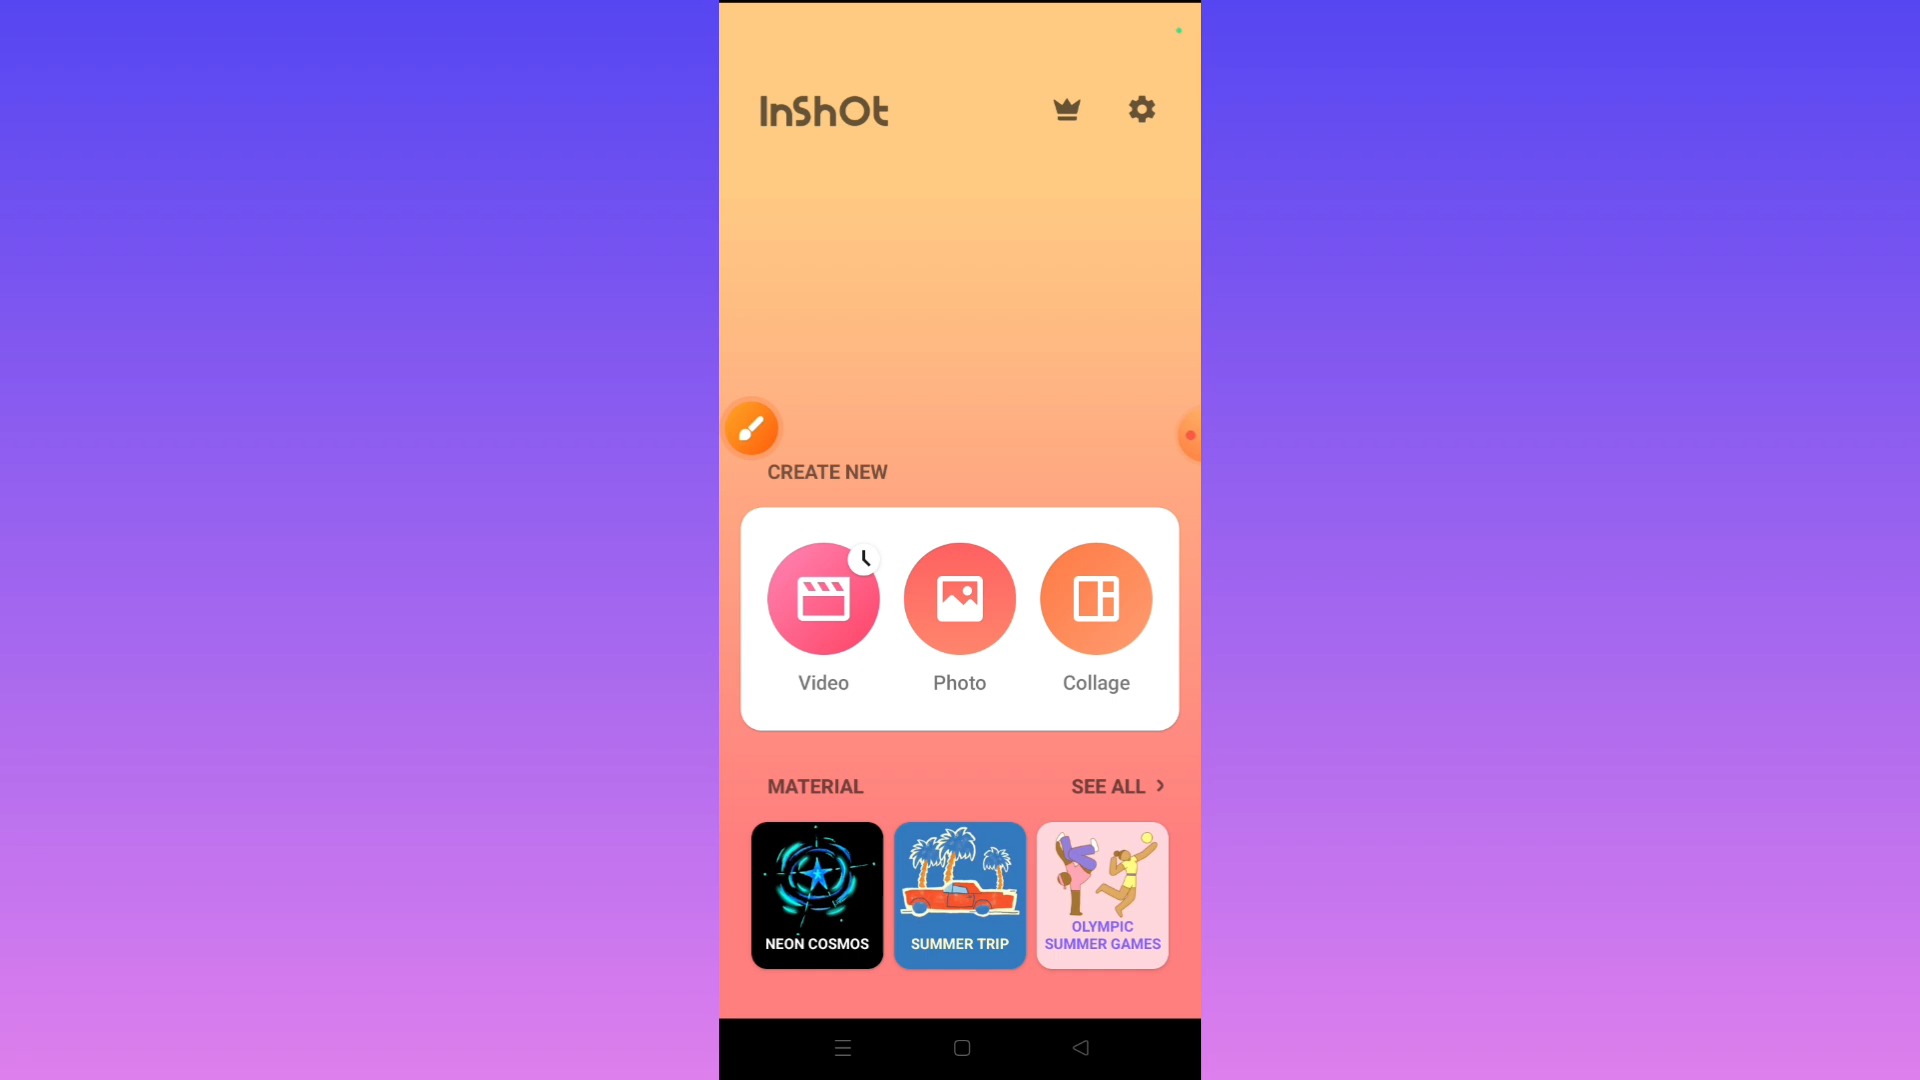 InShOt
CREATE NEW
Video
Photo
Collage
MATERIAL
SEE ALL >
NEON COSMOS
SUMMER TRIP
OLYMPIC
SUMMER GAMES